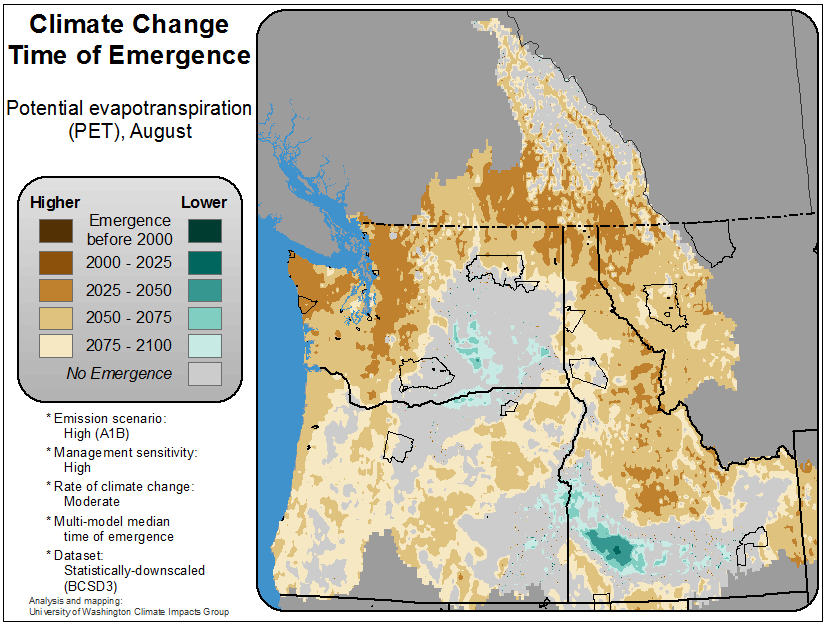 Climate Change
Time of Emergence
Potential evapotranspiration
(PET), August
Higher Lower
Emergence
before 2000
2000 - 2025
2025 - 2050
2050 - 2075
2075 - 2100
No Emergence
* Emission scenario:
High (A1B)
* Management sensitivity:
High
* Rate of climate change:
Moderate
* Multi-model median
time of emergence
* Dataset:
Statistically-downscaled
(BCSD3)
Analysis and mapping:
University of Washington Climate Impacts Group